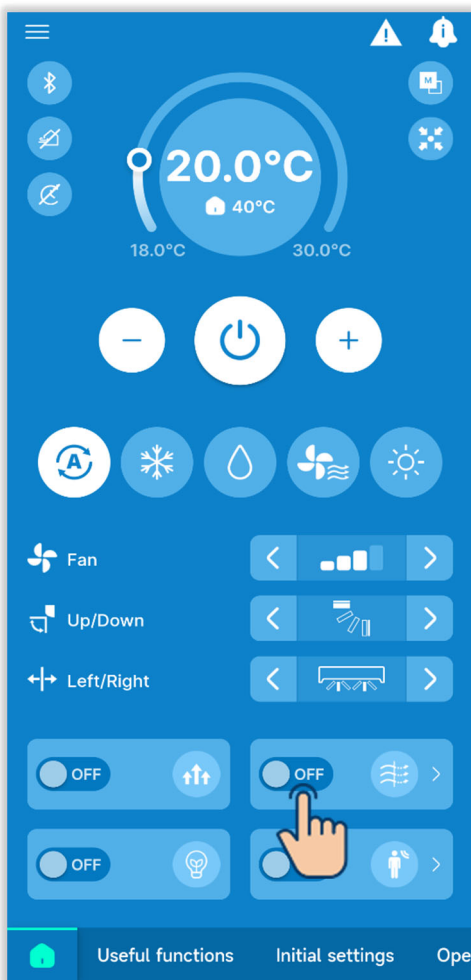 M
20.0°C
40°C
18.0°C
30.0°C
A
Fan
Up/Down
Left/Right
OFF
OFF
OFF
Useful functions
Initial settings
Ope